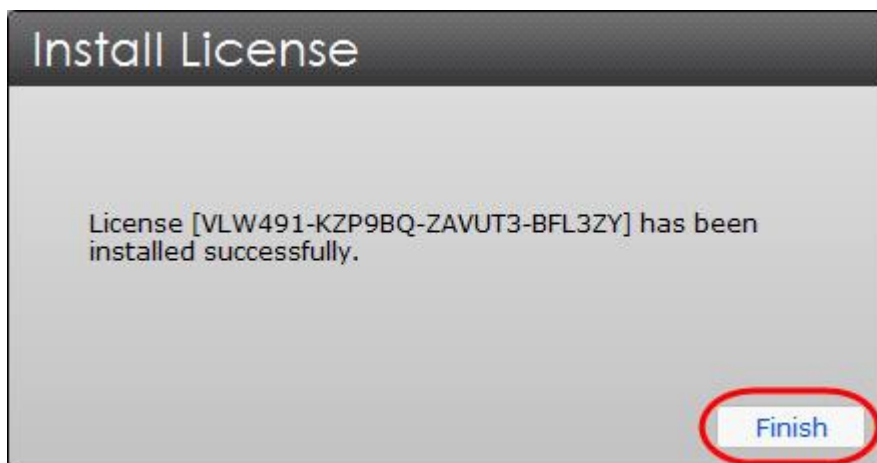 Install License
License [VLW491-KZP9BQ-ZAVUT3-BFL3ZY] has been
installed successfully.
Finish